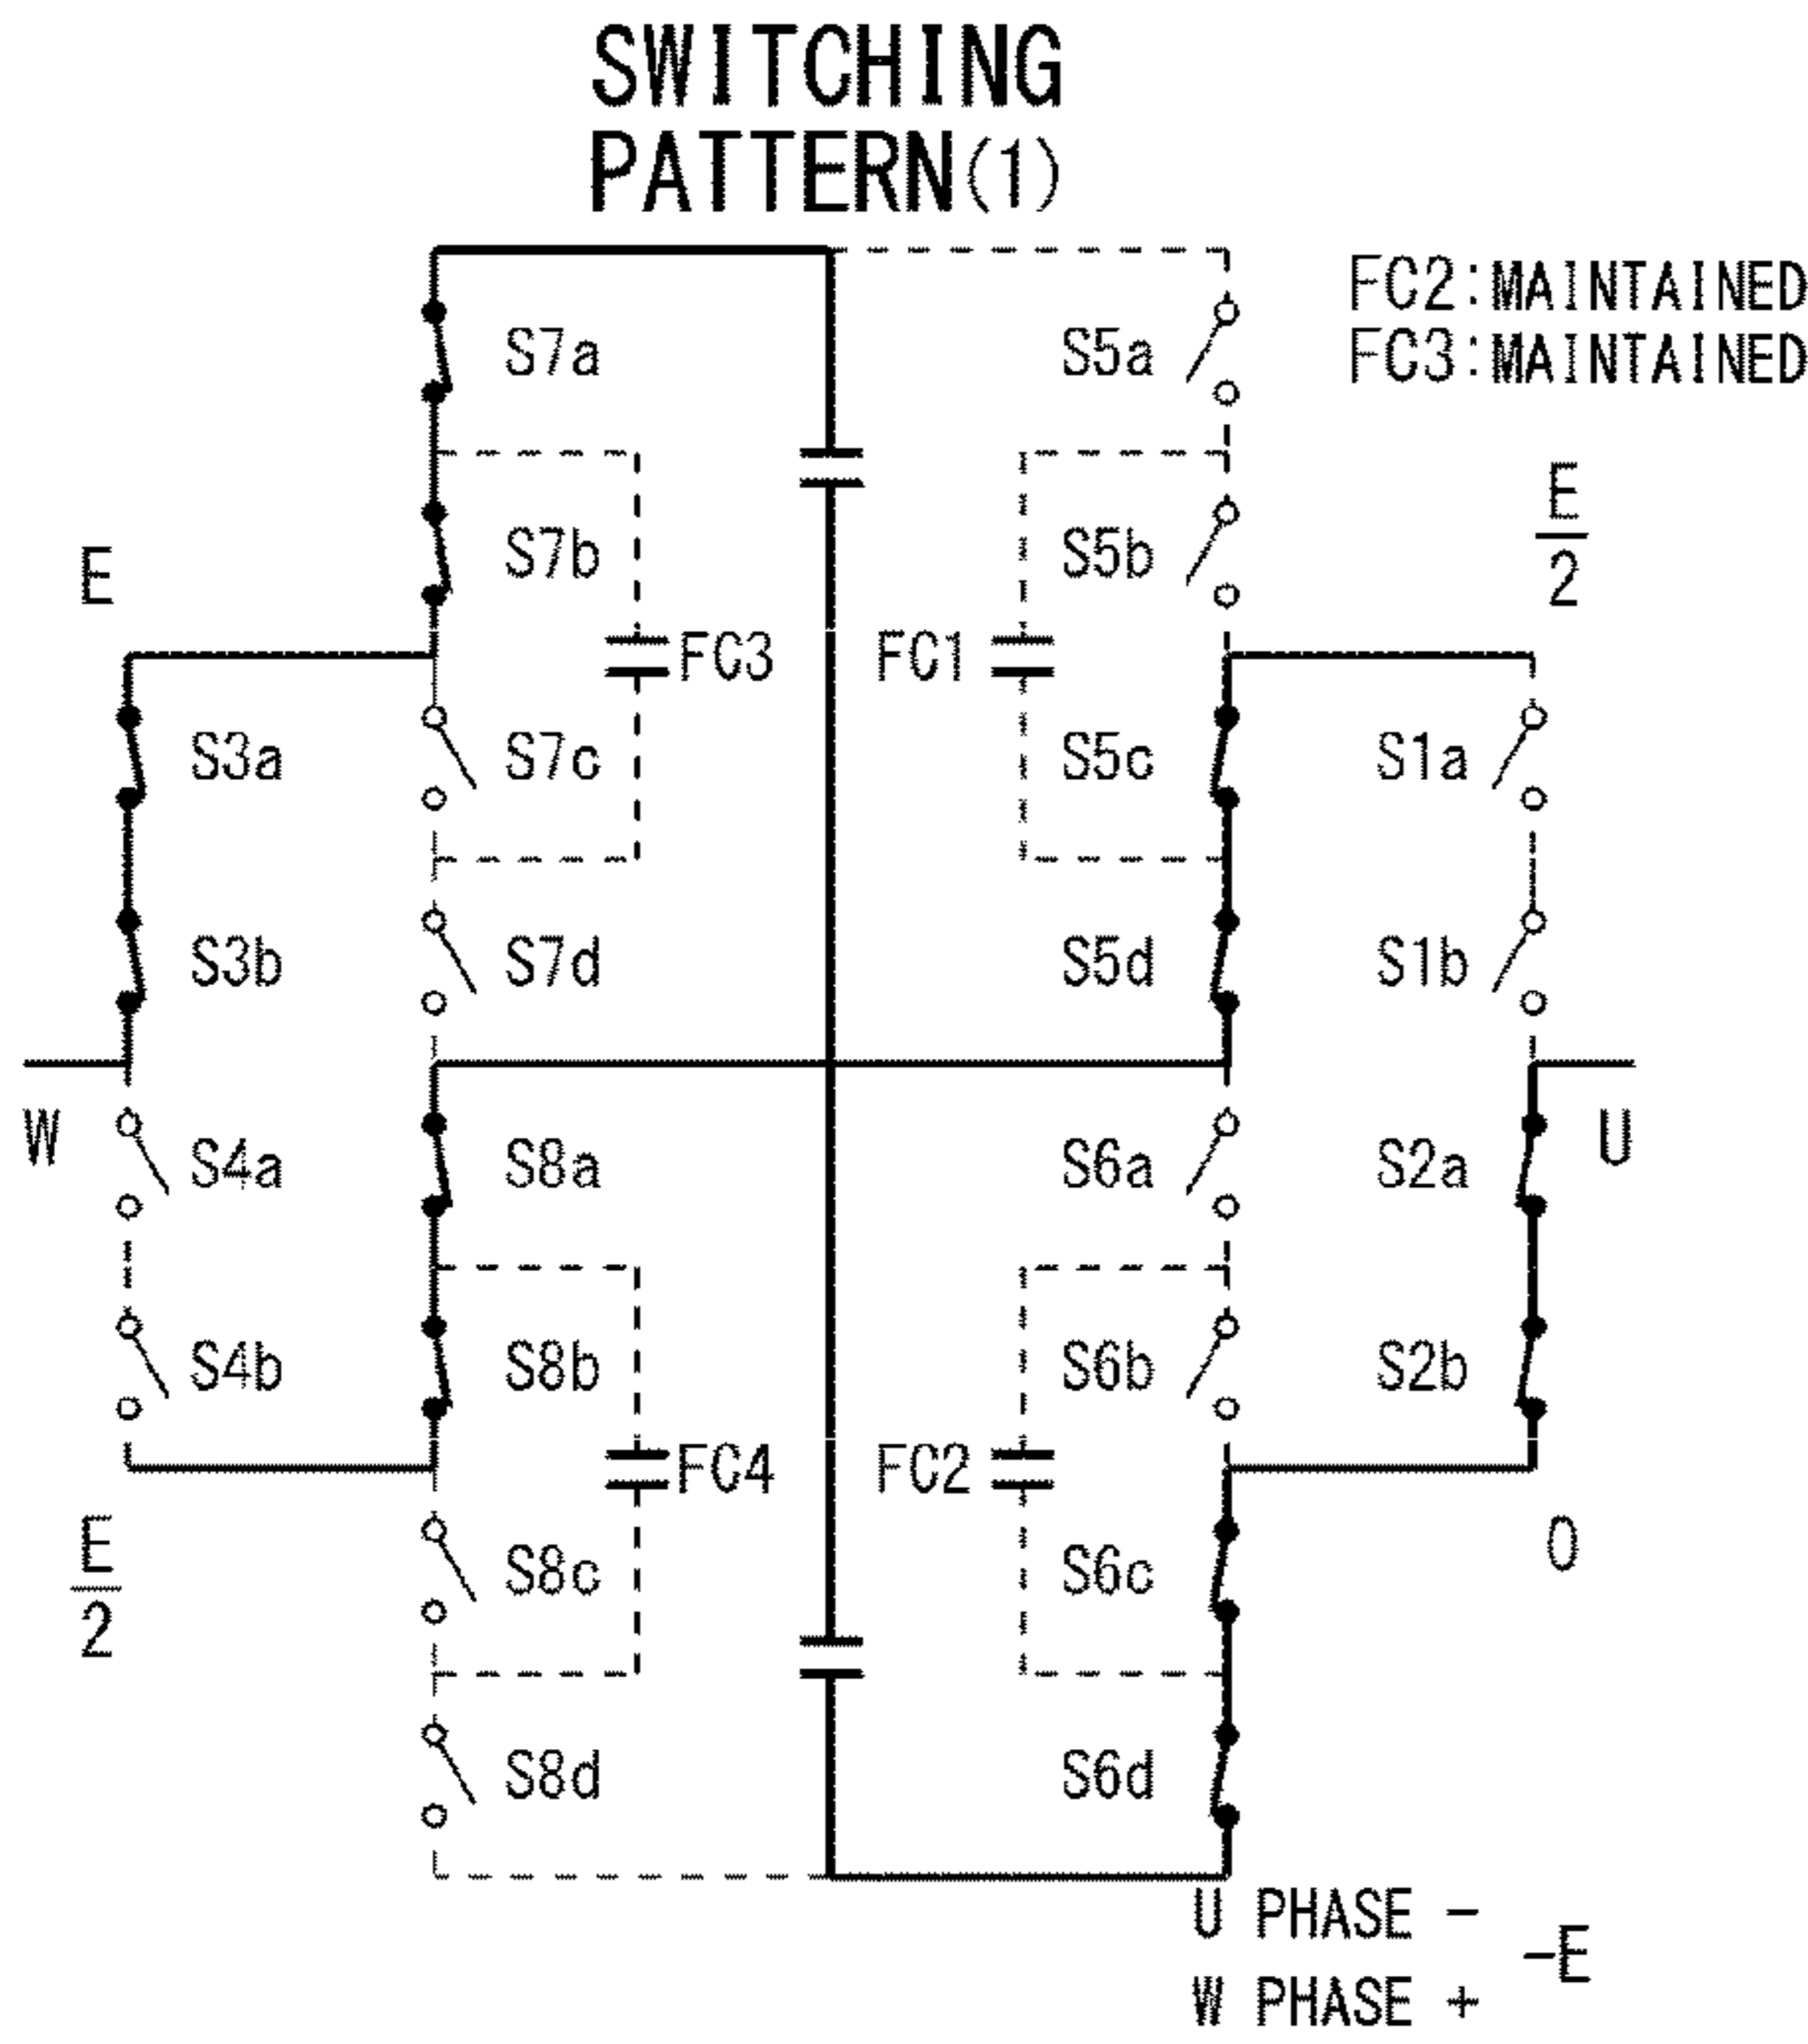 SWITCHING
PATTERN(1)
FC2:MAINTAINED
FC3:MAINTAINED
S7a
S5a
E
2
S7b
S5b
E
FC3
FC1
S3a
S7c
S5c
S1a
S3b
S7d
S5d
S1b
W
S4a
S8a
S6a
S2a
U
S4b
S8b
S6b
S2b
FC4
FC2
E
2
S8c
S6c
0
S8d
S6d
U PHASE -
-E
W PHASE +